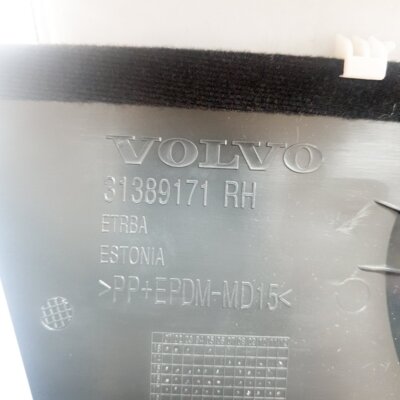 VOLVO
31389171 RH
ETRBA
ESTONIA
>PP+EPDM-MD15<